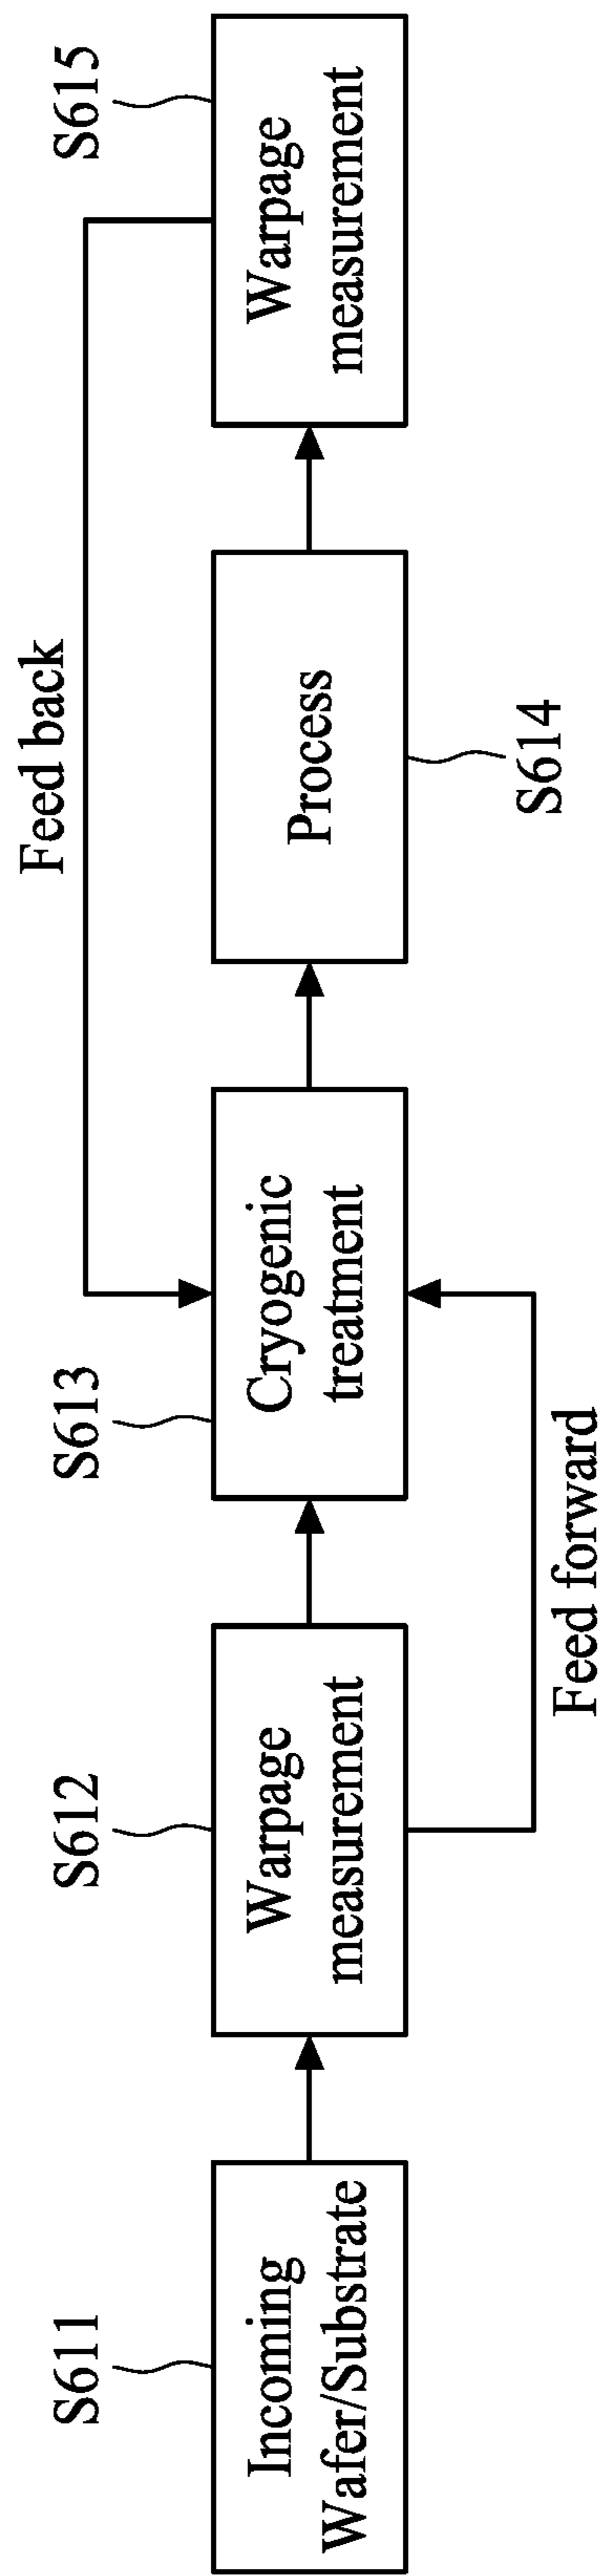 Feed back
S611
S612
S613
S615
Incoming
Wafer/Substrate
Warpage
measurement
Cryogenic
treatment
Process
Warpage
measurement
S614
Feed forward